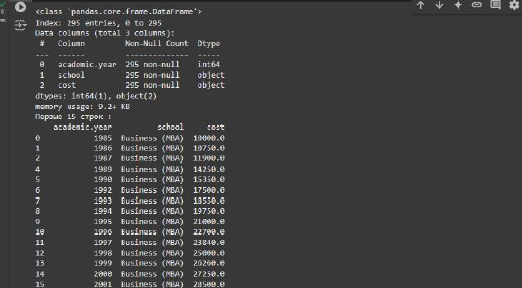 <class 'pandas.core.frame.DataFrame'>
Index: 295 entries, 0 to 295
Data columns (total 3 columns):
 #   Column         Non-Null Count  Dtype
---  ------         --------------  -----
 0   academic.year  295 non-null    int64
 1   school         295 non-null    object
 2   cost           295 non-null    object
dtypes: int64(1), object(2)
memory usage: 9.2+ KB
Первые 15 строк :
    academic.year          school     cost
0            1985  Business (MBA)  10000.0
1            1986  Business (MBA)  10750.0
2            1987  Business (MBA)  11900.0
4            1989  Business (MBA)  14250.0
5            1990  Business (MBA)  15350.0
6            1992  Business (MBA)  17500.0
7            1993  Business (MBA)  18550.0
8            1994  Business (MBA)  19750.0
9            1995  Business (MBA)  21000.0
10           1996  Business (MBA)  22700.0
11           1997  Business (MBA)  23840.0
12           1998  Business (MBA)  25000.0
13           1999  Business (MBA)  26260.0
14           2000  Business (MBA)  27250.0
15           2001  Business (MBA)  28500.0